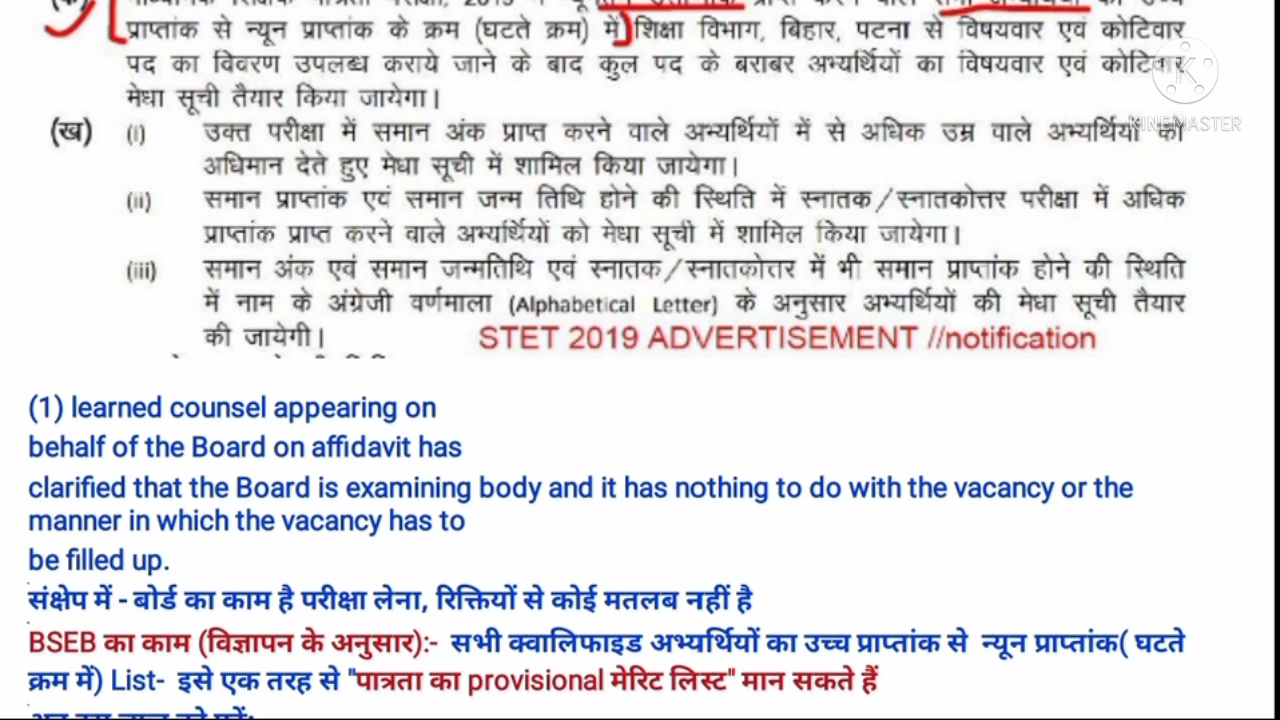 प्राप्तांक से न्यून प्राप्तांक के क्रम (घटते क्रम) में शिक्षा विभाग, बिहार, पटना से विषयवार एवं कोटिवार
पद का विवरण उपलब्ध कराये जाने के बाद कुल पद के बराबर अभ्यर्थियों का विषयवार एवं कोटिवार
मेधा सूची तैयार किया जायेगा।
KINEMASTER
(ख) (i) उक्त परीक्षा में समान अंक प्राप्त करने वाले अभ्यर्थियों में से अधिक उम्र वाले अभ्यर्थियों को
अधिमान देते हुए मेधा सूची में शामिल किया जायेगा।
(ii) समान प्राप्तांक एवं समान जन्म तिथि होने की स्थिति में स्नातक/स्नातकोत्तर परीक्षा में अधिक
प्राप्तांक प्राप्त करने वाले अभ्यर्थियों को मेधा सूची में शामिल किया जायेगा।
(iii) समान अंक एवं समान जन्मतिथि एवं स्नातक/स्नातकोत्तर में भी समान प्राप्तांक होने की स्थिति
में नाम के अंग्रेजी वर्णमाला (Alphabetical Letter) के अनुसार अभ्यर्थियों की मेधा सूची तैयार
की जायेगी।
STET 2019 ADVERTISEMENT //notification
(1) learned counsel appearing on
behalf of the Board on affidavit has
clarified that the Board is examining body and it has nothing to do with the vacancy or the
manner in which the vacancy has to
be filled up.
संक्षेप में - बोर्ड का काम है परीक्षा लेना, रिक्तियों से कोई मतलब नहीं है
BSEB का काम (विज्ञापन के अनुसार):- सभी क्वालिफाइड अभ्यर्थियों का उच्च प्राप्तांक से न्यून प्राप्तांक( घटते
क्रम में) List- इसे एक तरह से "पात्रता का provisional मेरिट लिस्ट" मान सकते हैं